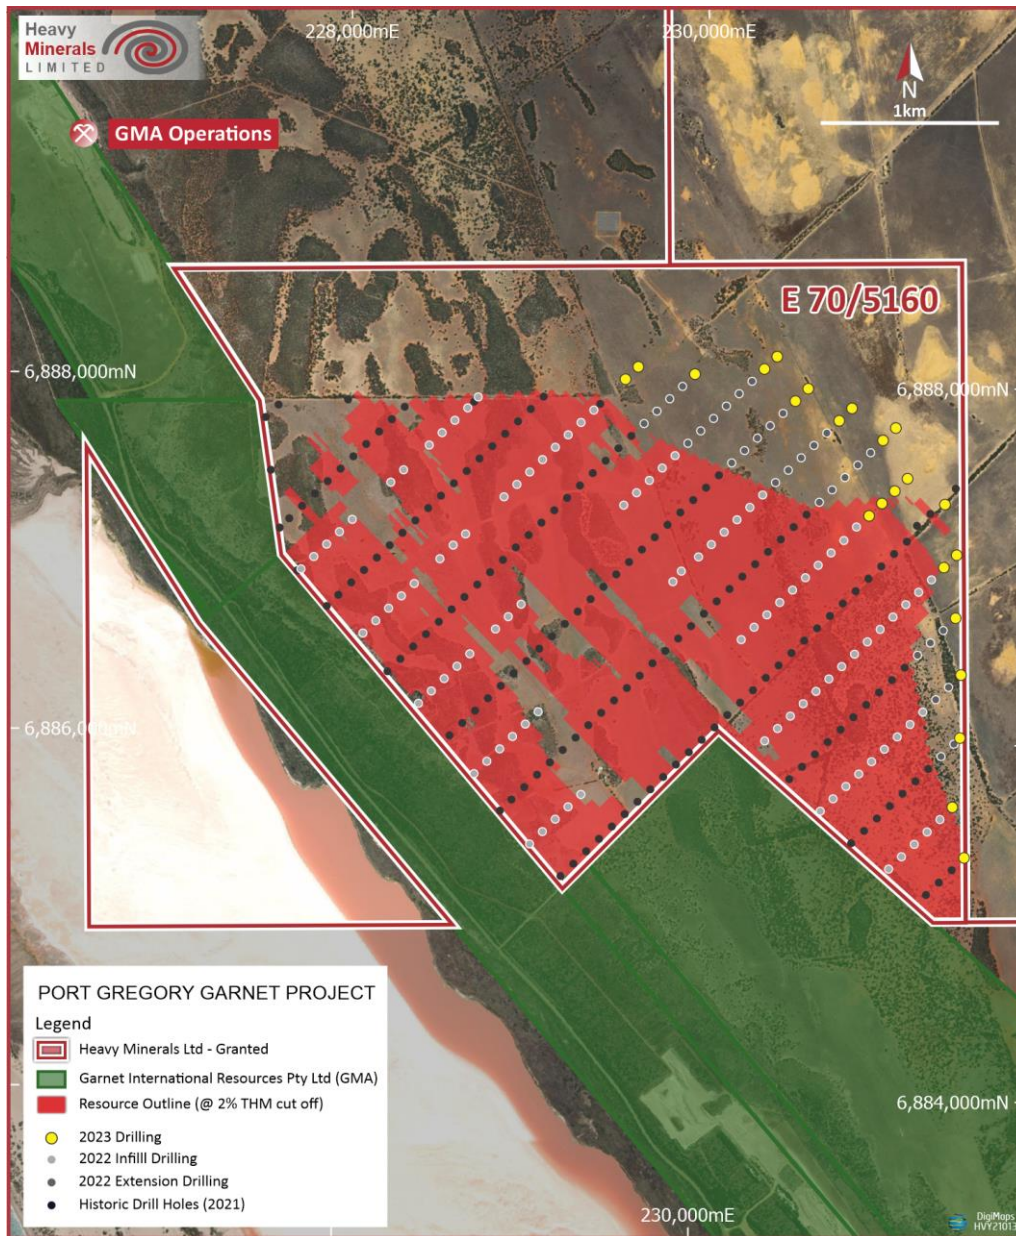 Heavy
Minerals
LIMITED
228,000mE
230,000mE
N
1km
GMA Operations
E 70/5160
6,888,000mN
6,888,000mN
6,886,000mN
PORT GREGORY GARNET PROJECT
Legend
Heavy Minerals Ltd - Granted
Garnet International Resources Pty Ltd (GMA)
Resource Outline (@ 2% THM cut off)
2023 Drilling
2022 Infilll Drilling
2022 Extension Drilling
Historic Drill Holes (2021)
6,884,000mN
230,000mE
DigiMaps
HVY21013